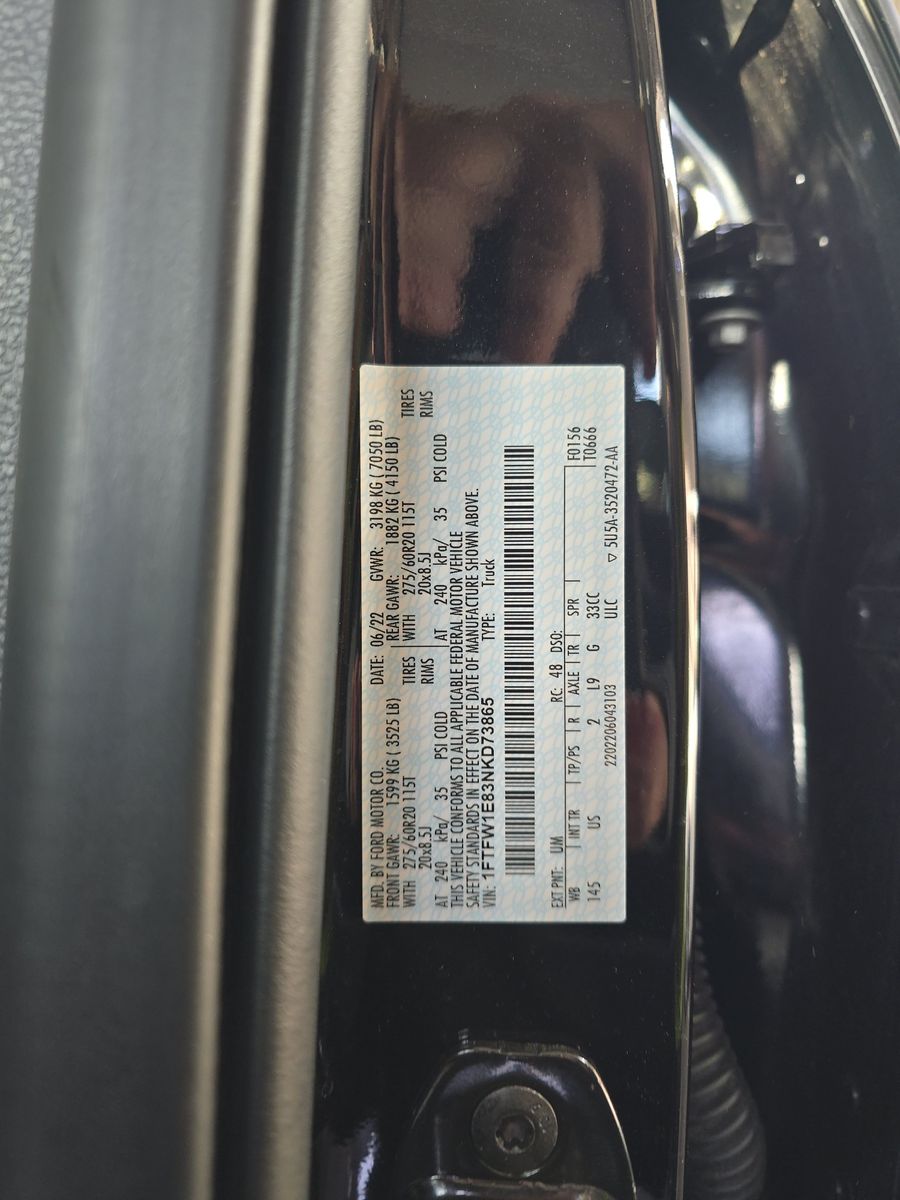 MFD. BY FORD MOTOR CO. DATE: 06/22 GVWR: 3198 KG ( 7050 LB)
FRONT GAWR: 1599 KG ( 3525 LB) REAR GAWR: 1882 KG ( 4150 LB)
WITH 275/60R20 115T TIRES WITH 275/60R20 115T TIRES
20x8.5J RIMS 20x8.5J RIMS
AT 240 kPa/ 35 PSI COLD AT 240 kPa/ 35 PSI COLD
THIS VEHICLE CONFORMS TO ALL APPLICABLE FEDERAL MOTOR VEHICLE
SAFETY STANDARDS IN EFFECT ON THE DATE OF MANUFACTURE SHOWN ABOVE.
VIN: 1FTFW1E83NKD73865 TYPE: Truck
EXT PNT: UM RC: 48 DSO: F0156
WB INT TR TP/PS R AXLE TR SPR T0666
145 US 2 L9 G 33CC
2202206043103 ULC ▽ 5U5A-3520472-AA